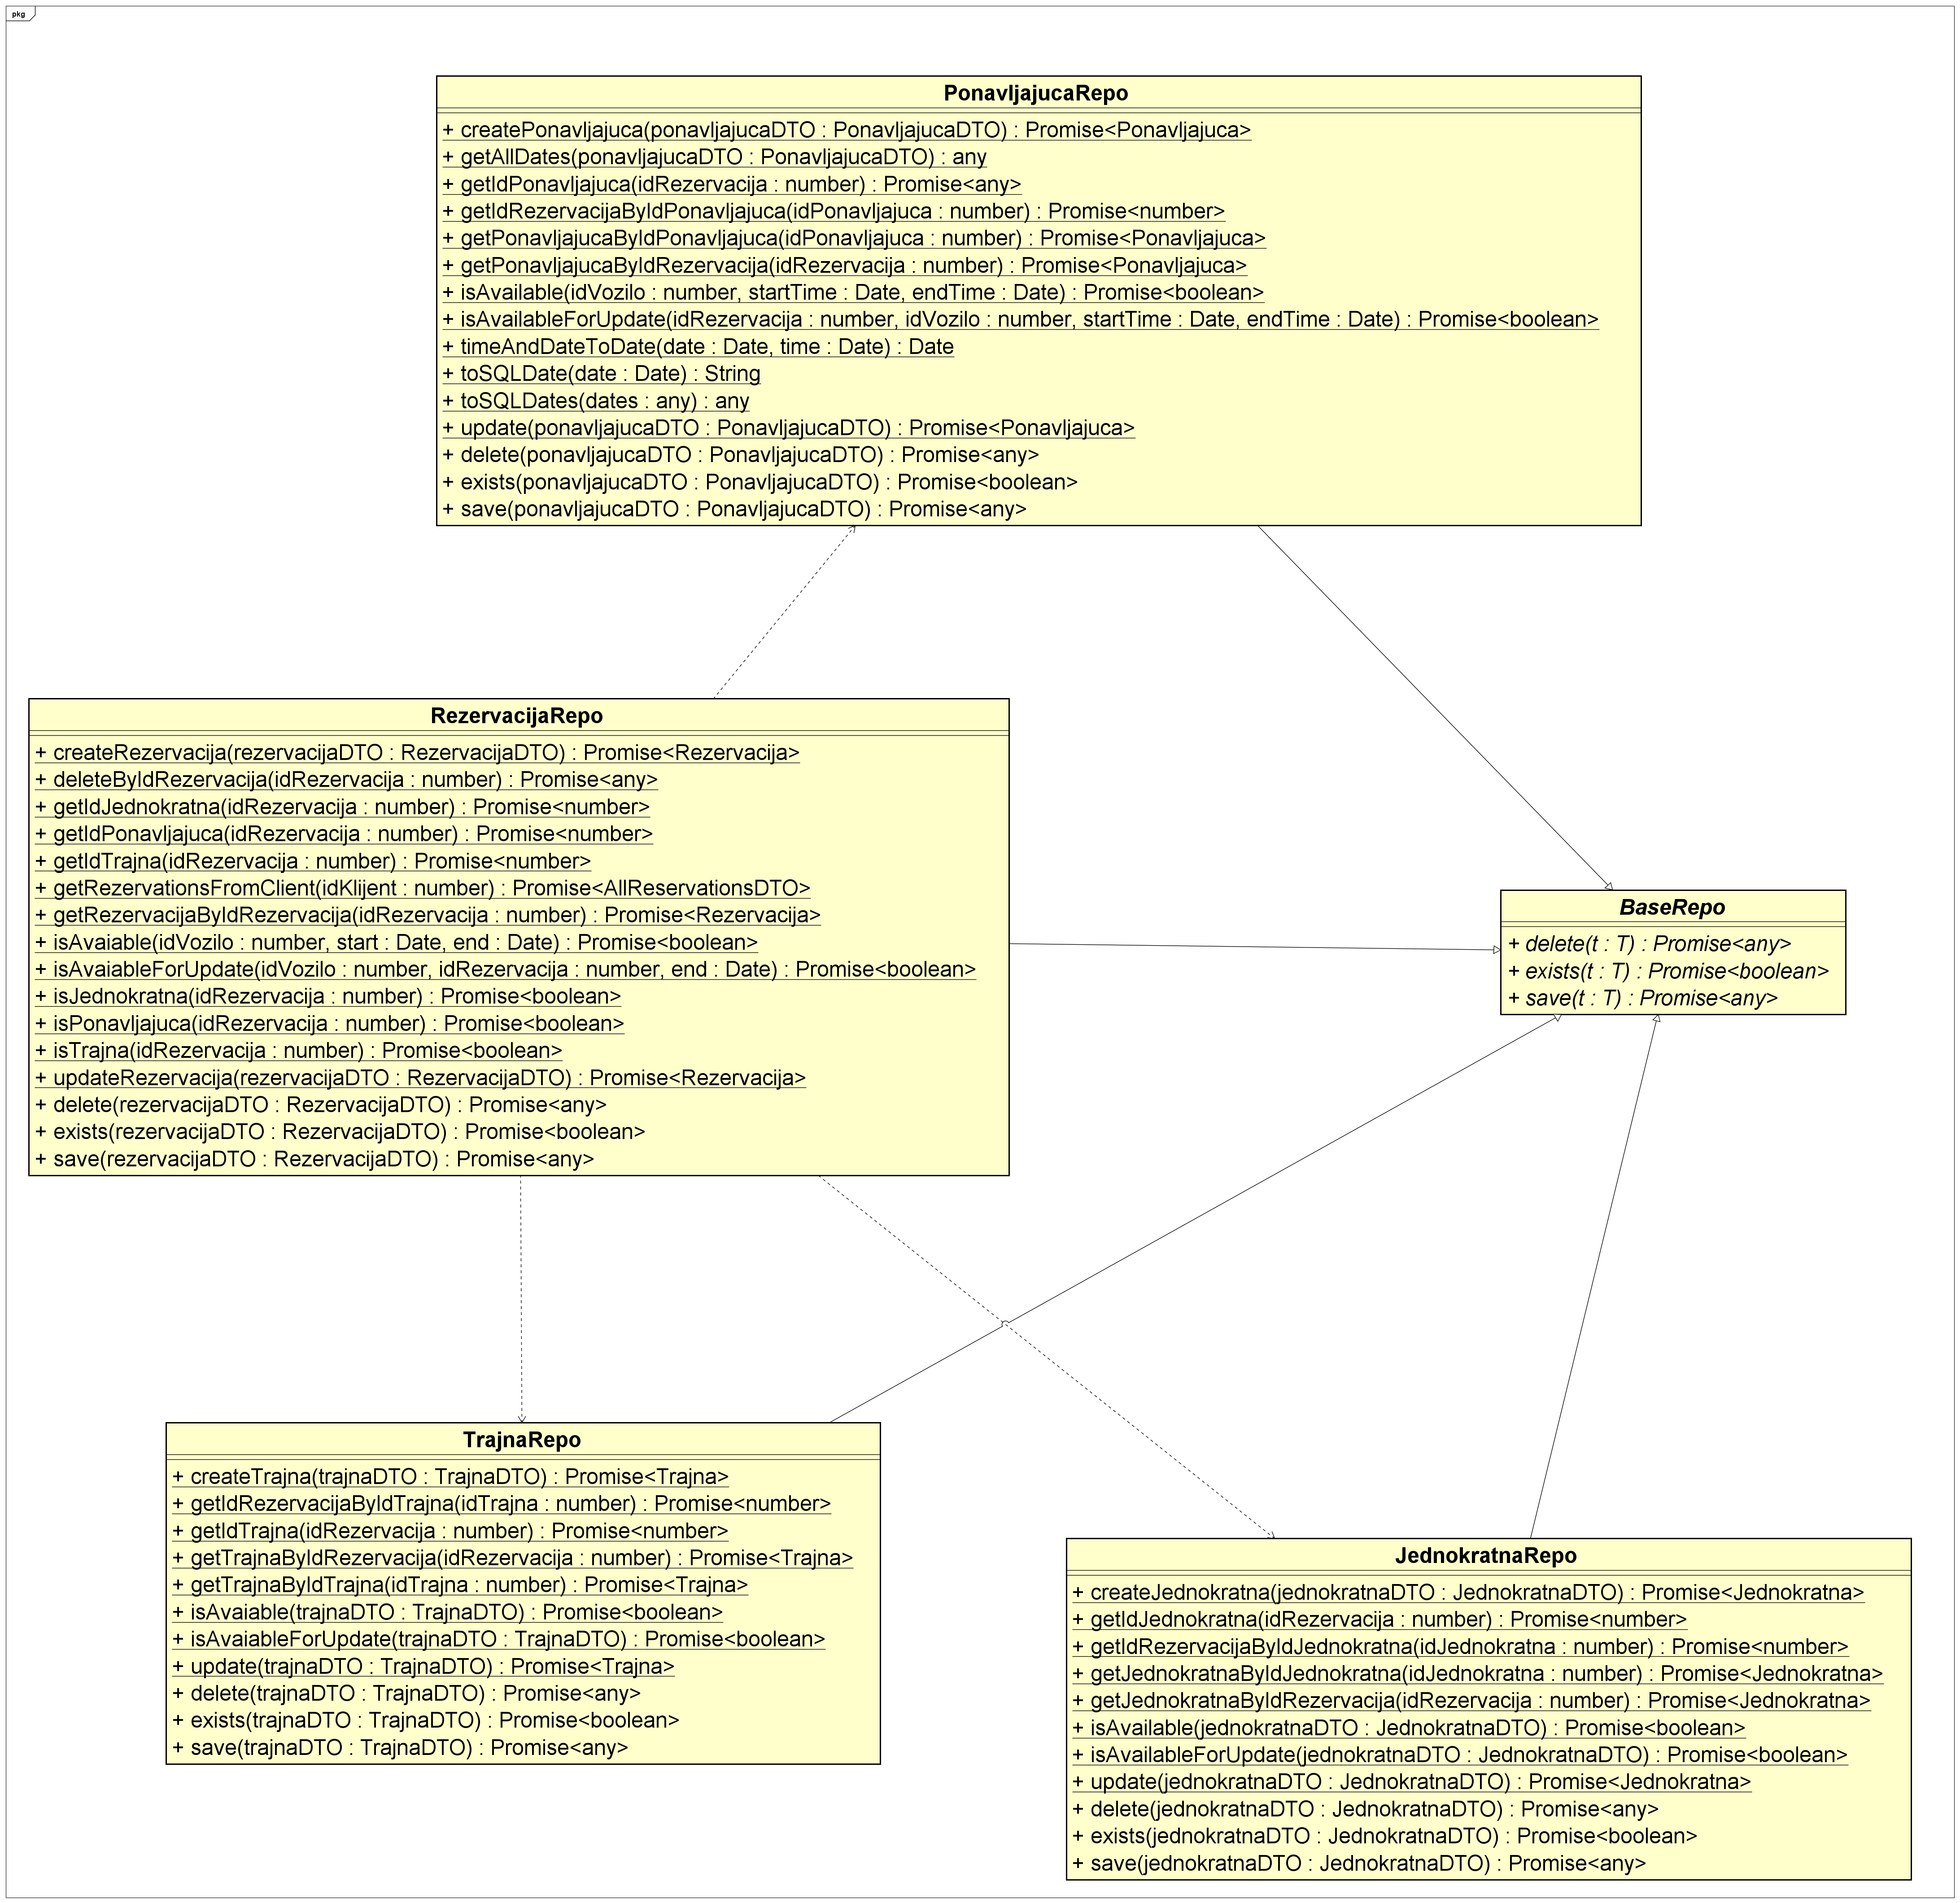 pkg
PonavljajucaRepo
+ createPonavljajuca(ponavljajucaDTO : PonavljajucaDTO) : Promise<Ponavljajuca>
+ getAllDates(ponavljajucaDTO : PonavljajucaDTO) : any
+ getIdPonavljajuca(idRezervacija : number) : Promise<any>
+ getIdRezervacijaByIdPonavljajuca(idPonavljajuca : number) : Promise<number>
+ getPonavljajucaByIdPonavljajuca(idPonavljajuca : number) : Promise<Ponavljajuca>
+ getPonavljajucaByIdRezervacija(idRezervacija : number) : Promise<Ponavljajuca>
+ isAvailable(idVozilo : number, startTime : Date, endTime : Date) : Promise<boolean>
+ isAvailableForUpdate(idRezervacija : number, idVozilo : number, startTime : Date, endTime : Date) : Promise<boolean>
+ timeAndDateToDate(date : Date, time : Date) : Date
+ toSQLDate(date : Date) : String
+ toSQLDates(dates : any) : any
+ update(ponavljajucaDTO : PonavljajucaDTO) : Promise<Ponavljajuca>
+ delete(ponavljajucaDTO : PonavljajucaDTO) : Promise<any>
+ exists(ponavljajucaDTO : PonavljajucaDTO) : Promise<boolean>
+ save(ponavljajucaDTO : PonavljajucaDTO) : Promise<any>
RezervacijaRepo
+ createRezervacija(rezervacijaDTO : RezervacijaDTO) : Promise<Rezervacija>
+ deleteByIdRezervacija(idRezervacija : number) : Promise<any>
+ getIdJednokratna(idRezervacija : number) : Promise<number>
+ getIdPonavljajuca(idRezervacija : number) : Promise<number>
+ getIdTrajna(idRezervacija : number) : Promise<number>
+ getRezervationsFromClient(idKlijent : number) : Promise<AllReservationsDTO>
+ getRezervacijaByIdRezervacija(idRezervacija : number) : Promise<Rezervacija>
+ isAvaiable(idVozilo : number, start : Date, end : Date) : Promise<boolean>
+ isAvaiableForUpdate(idVozilo : number, idRezervacija : number, end : Date) : Promise<boolean>
+ isJednokratna(idRezervacija : number) : Promise<boolean>
+ isPonavljajuca(idRezervacija : number) : Promise<boolean>
+ isTrajna(idRezervacija : number) : Promise<boolean>
+ updateRezervacija(rezervacijaDTO : RezervacijaDTO) : Promise<Rezervacija>
+ delete(rezervacijaDTO : RezervacijaDTO) : Promise<any>
+ exists(rezervacijaDTO : RezervacijaDTO) : Promise<boolean>
+ save(rezervacijaDTO : RezervacijaDTO) : Promise<any>
BaseRepo
+ delete(t : T) : Promise<any>
+ exists(t : T) : Promise<boolean>
+ save(t : T) : Promise<any>
TrajnaRepo
+ createTrajna(trajnaDTO : TrajnaDTO) : Promise<Trajna>
+ getIdRezervacijaByIdTrajna(idTrajna : number) : Promise<number>
+ getIdTrajna(idRezervacija : number) : Promise<number>
+ getTrajnaByIdRezervacija(idRezervacija : number) : Promise<Trajna>
+ getTrajnaByIdTrajna(idTrajna : number) : Promise<Trajna>
+ isAvaiable(trajnaDTO : TrajnaDTO) : Promise<boolean>
+ isAvaiableForUpdate(trajnaDTO : TrajnaDTO) : Promise<boolean>
+ update(trajnaDTO : TrajnaDTO) : Promise<Trajna>
+ delete(trajnaDTO : TrajnaDTO) : Promise<any>
+ exists(trajnaDTO : TrajnaDTO) : Promise<boolean>
+ save(trajnaDTO : TrajnaDTO) : Promise<any>
JednokratnaRepo
+ createJednokratna(jednokratnaDTO : JednokratnaDTO) : Promise<Jednokratna>
+ getIdJednokratna(idRezervacija : number) : Promise<number>
+ getIdRezervacijaByIdJednokratna(idJednokratna : number) : Promise<number>
+ getJednokratnaByIdJednokratna(idJednokratna : number) : Promise<Jednokratna>
+ getJednokratnaByIdRezervacija(idRezervacija : number) : Promise<Jednokratna>
+ isAvailable(jednokratnaDTO : JednokratnaDTO) : Promise<boolean>
+ isAvailableForUpdate(jednokratnaDTO : JednokratnaDTO) : Promise<boolean>
+ update(jednokratnaDTO : JednokratnaDTO) : Promise<Jednokratna>
+ delete(jednokratnaDTO : JednokratnaDTO) : Promise<any>
+ exists(jednokratnaDTO : JednokratnaDTO) : Promise<boolean>
+ save(jednokratnaDTO : JednokratnaDTO) : Promise<any>